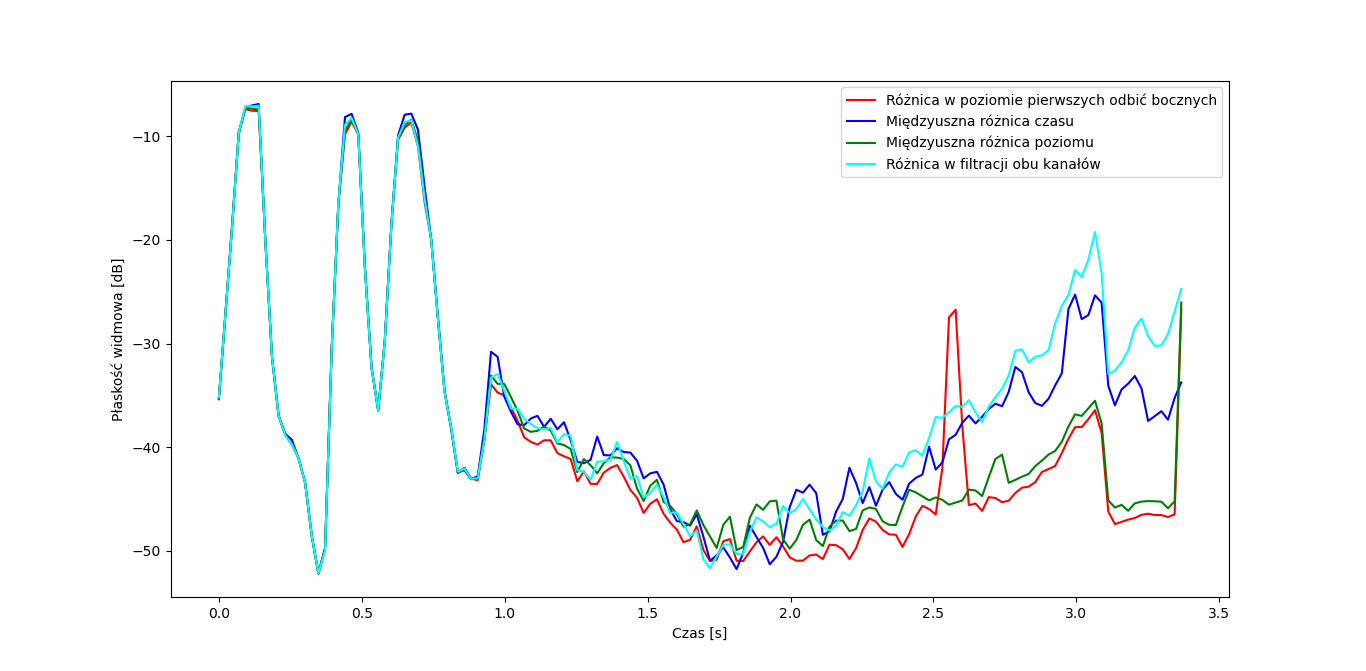 Różnica w poziomie pierwszych odbić bocznych
Międzyuszna różnica czasu
Międzyuszna różnica poziomu
Różnica w filtracji obu kanałów
Płaskość widmowa [dB]
−10
−20
−30
−40
−50
0.0 0.5 1.0 1.5 2.0 2.5 3.0 3.5
Czas [s]